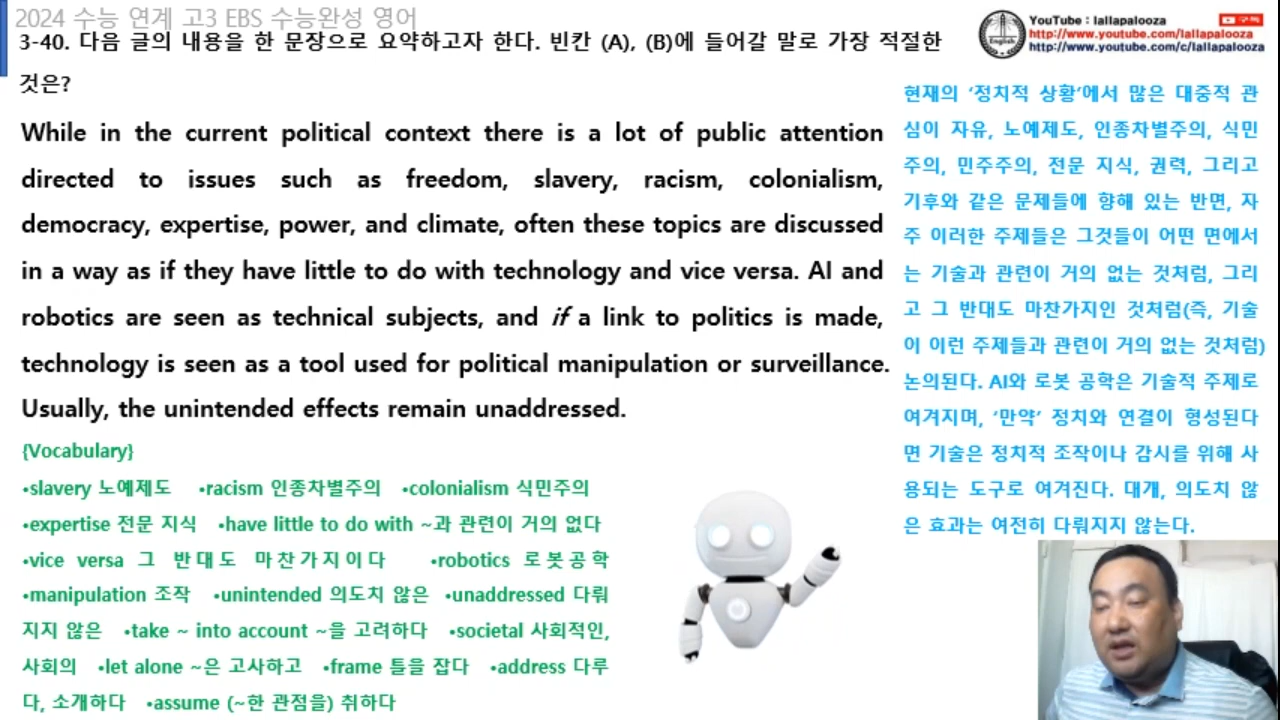 2024 수능 연계 고3 EBS 수능완성 영어
3-40. 다음 글의 내용을 한 문장으로 요약하고자 한다. 빈칸 (A), (B)에 들어갈 말로 가장 적절한
것은?
YouTube : lallapalooza
구독
http://www.youtube.com/lallapalooza
http://www.youtube.com/c/lallapalooza
English
While in the current political context there is a lot of public attention
directed to issues such as freedom, slavery, racism, colonialism,
democracy, expertise, power, and climate, often these topics are discussed
in a way as if they have little to do with technology and vice versa. AI and
robotics are seen as technical subjects, and if a link to politics is made,
technology is seen as a tool used for political manipulation or surveillance.
Usually, the unintended effects remain unaddressed.
{Vocabulary}
•slavery 노예제도 •racism 인종차별주의 •colonialism 식민주의
•expertise 전문 지식 •have little to do with ~과 관련이 거의 없다
•vice versa 그 반대도 마찬가지이다 •robotics 로봇공학
•manipulation 조작 •unintended 의도치 않은 •unaddressed 다뤄
지지 않은 •take ~ into account ~을 고려하다 •societal 사회적인,
사회의 •let alone ~은 고사하고 •frame 틀을 잡다 •address 다루
다, 소개하다 •assume (~한 관점을) 취하다
현재의 ‘정치적 상황’에서 많은 대중적 관
심이 자유, 노예제도, 인종차별주의, 식민
주의, 민주주의, 전문 지식, 권력, 그리고
기후와 같은 문제들에 향해 있는 반면, 자
주 이러한 주제들은 그것들이 어떤 면에서
는 기술과 관련이 거의 없는 것처럼, 그리
고 그 반대도 마찬가지인 것처럼(즉, 기술
이 이런 주제들과 관련이 거의 없는 것처럼)
논의된다. AI와 로봇 공학은 기술적 주제로
여겨지며, ‘만약’ 정치와 연결이 형성된다
면 기술은 정치적 조작이나 감시를 위해 사
용되는 도구로 여겨진다. 대개, 의도치 않
은 효과는 여전히 다뤄지지 않는다.